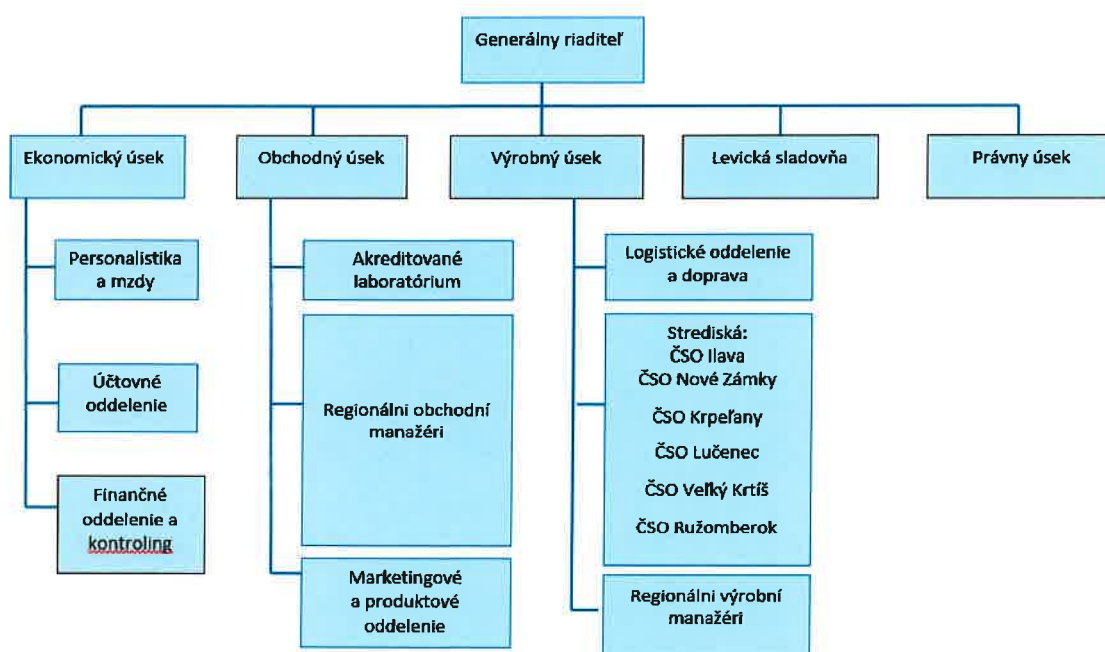 Generálny riaditeľ
Ekonomický úsek
Obchodný úsek
Výrobný úsek
Levická sladovňa
Právny úsek
Personalistika
a mzdy
Účtovné
oddelenie
Finančné
oddelenie a
kontroling
Akreditované
laboratórium
Regionálni obchodní
manažéri
Marketingové
a produktové
oddelenie
Logistické oddelenie
a doprava
Strediská:
ČSO Ilava
ČSO Nové Zámky
ČSO Krpeľany
ČSO Lučenec
ČSO Veľký Krtíš
ČSO Ružomberok
Regionálni výrobní
manažéri